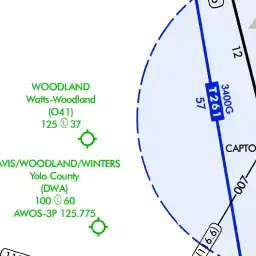 WOODLAND
Watts-Woodland
(O41)
125 Ⓛ 37
AVIS/WOODLAND/WINTERS
Yolo County
(DWA)
100 Ⓛ 60
AWOS-3P 125.775
T261
3400G
57
12
CAPTO
007